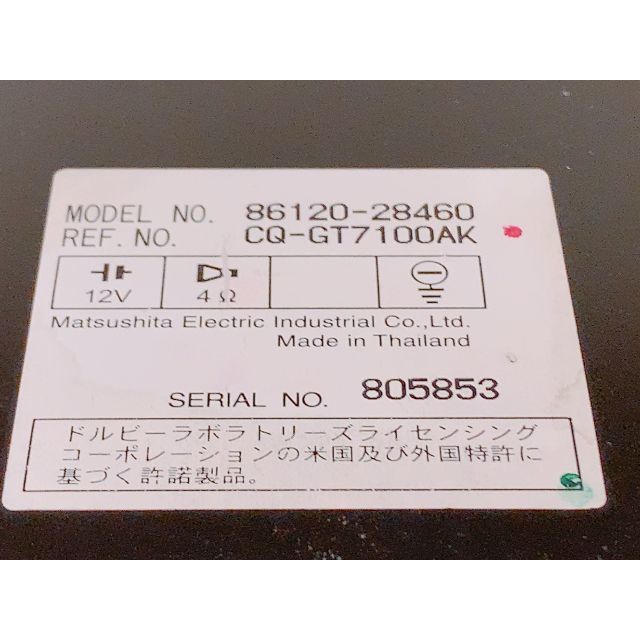 MODEL NO. 86120-28460
REF. NO. CQ-GT7100AK
12V 4Ω
Matsushita Electric Industrial Co.,Ltd.
Made in Thailand
SERIAL NO. 805853
ドルビーラボラトリーズライセンシング
コーポレーションの米国及び外国特許に
基づく許諾製品。